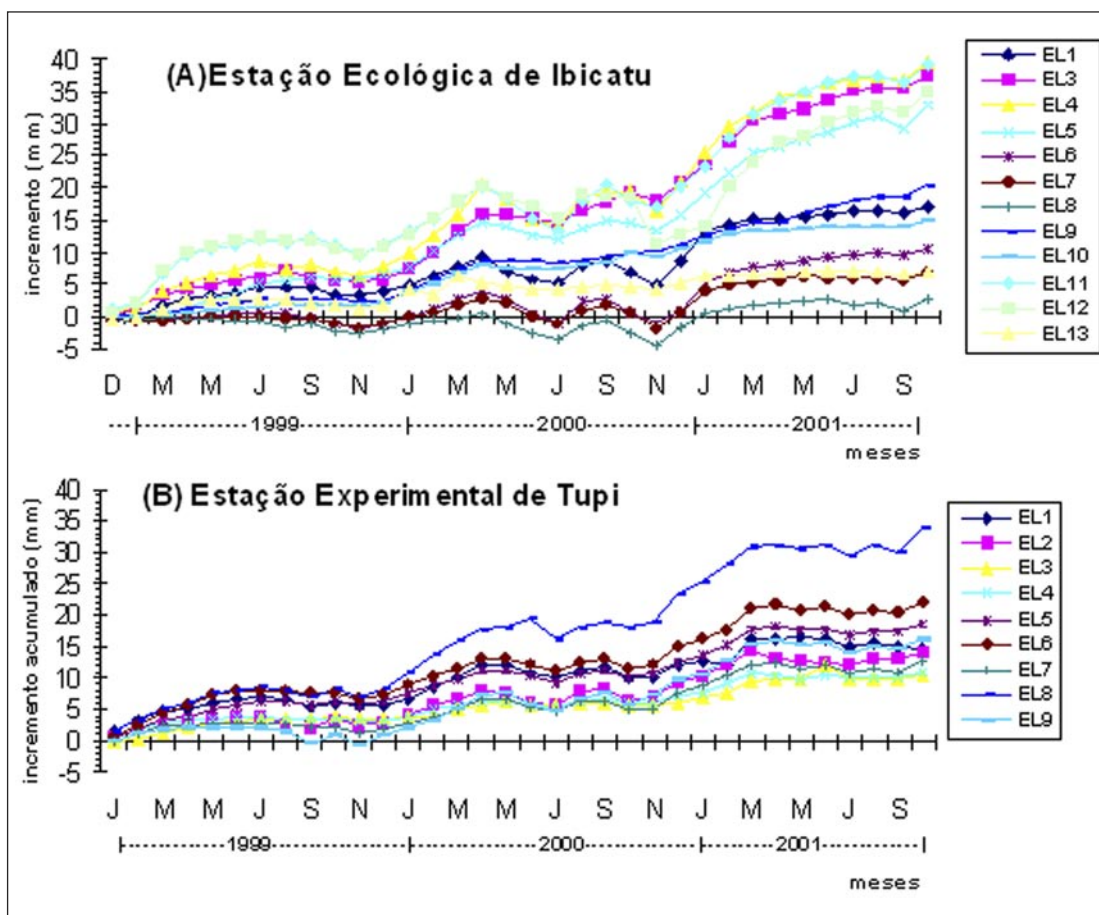 (A)Estação Ecológica de Ibicatu
incremento (mm)
40
35
30
25
20
15
10
5
0
-5
D M M J S N J M M J S N J M M J S
1999 2000 2001
meses
EL1
EL3
EL4
EL5
EL6
EL7
EL8
EL9
EL10
EL11
EL12
EL13
(B) Estação Experimental de Tupi
incremento acumulado (mm)
40
35
30
25
20
15
10
5
0
-5
J M M J S N J M M J S N J M M J S
1999 2000 2001
meses
EL1
EL2
EL3
EL4
EL5
EL6
EL7
EL8
EL9